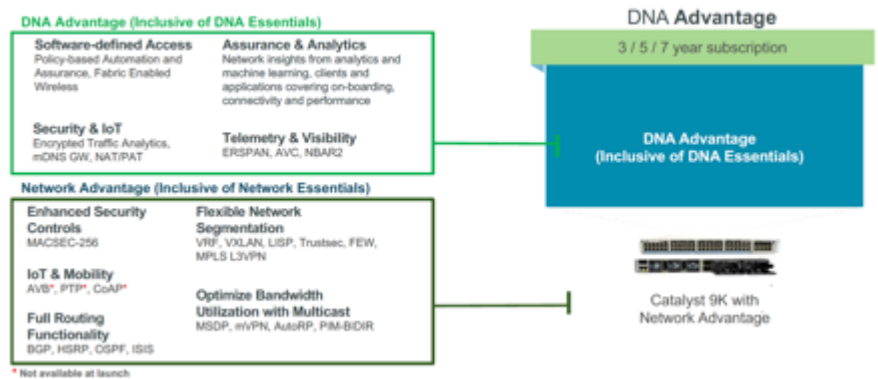 DNA Advantage (Inclusive of DNA Essentials)
Software-defined Access
Policy-based Automation and
Assurance, Fabric Enabled
Wireless
Assurance & Analytics
Network insights from analytics and
machine learning, clients and
applications covering on-boarding,
connectivity and performance
Security & IoT
Encrypted Traffic Analytics,
mDNS GW, NAT/PAT
Telemetry & Visibility
ERSPAN, AVC, NBAR2
Network Advantage (Inclusive of Network Essentials)
Enhanced Security
Controls
MACSEC-256
Flexible Network
Segmentation
VRF, VXLAN, LISP, Trustsec, FEW,
MPLS L3VPN
IoT & Mobility
AVB*, PTP*, CoAP*
Optimize Bandwidth
Utilization with Multicast
MSDP, mVPN, AutoRP, PIM-BIDIR
Full Routing
Functionality
BGP, HSRP, OSPF, ISIS
* Not available at launch
DNA Advantage
3 / 5 / 7 year subscription
DNA Advantage
(Inclusive of DNA Essentials)
Catalyst 9K with
Network Advantage